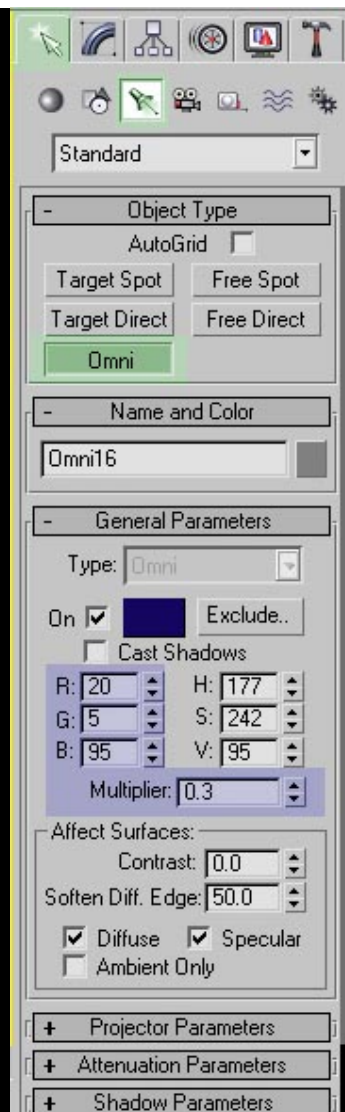 Standard
- Object Type
AutoGrid
Target Spot Free Spot
Target Direct Free Direct
Omni
- Name and Color
Omni16
- General Parameters
Type: Omni
On Exclude..
Cast Shadows
R: 20 H: 177
G: 5 S: 242
B: 95 V: 95
Multiplier: 0.3
Affect Surfaces:
Contrast: 0.0
Soften Diff. Edge: 50.0
Diffuse Specular
Ambient Only
+ Projector Parameters
+ Attenuation Parameters
+ Shadow Parameters